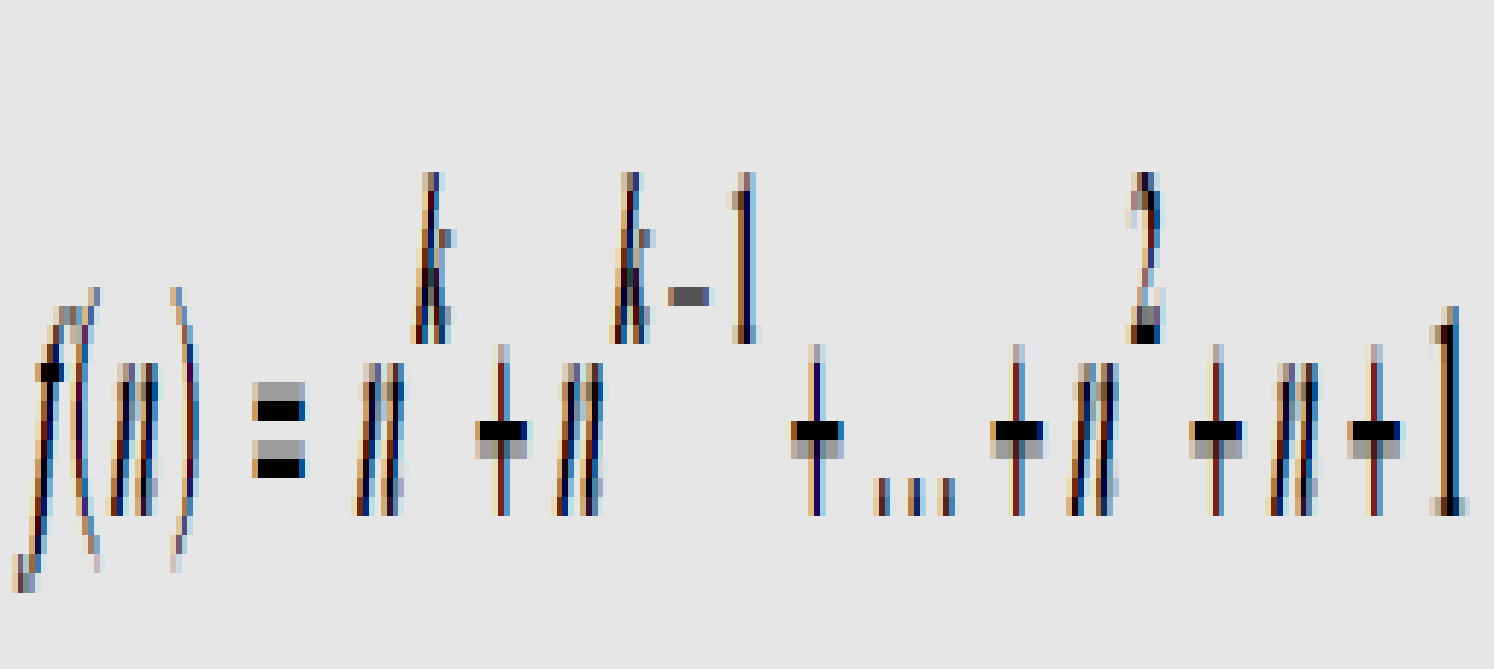 f(n) = n^k + n^{k-1} + ... + n^2 + n + 1